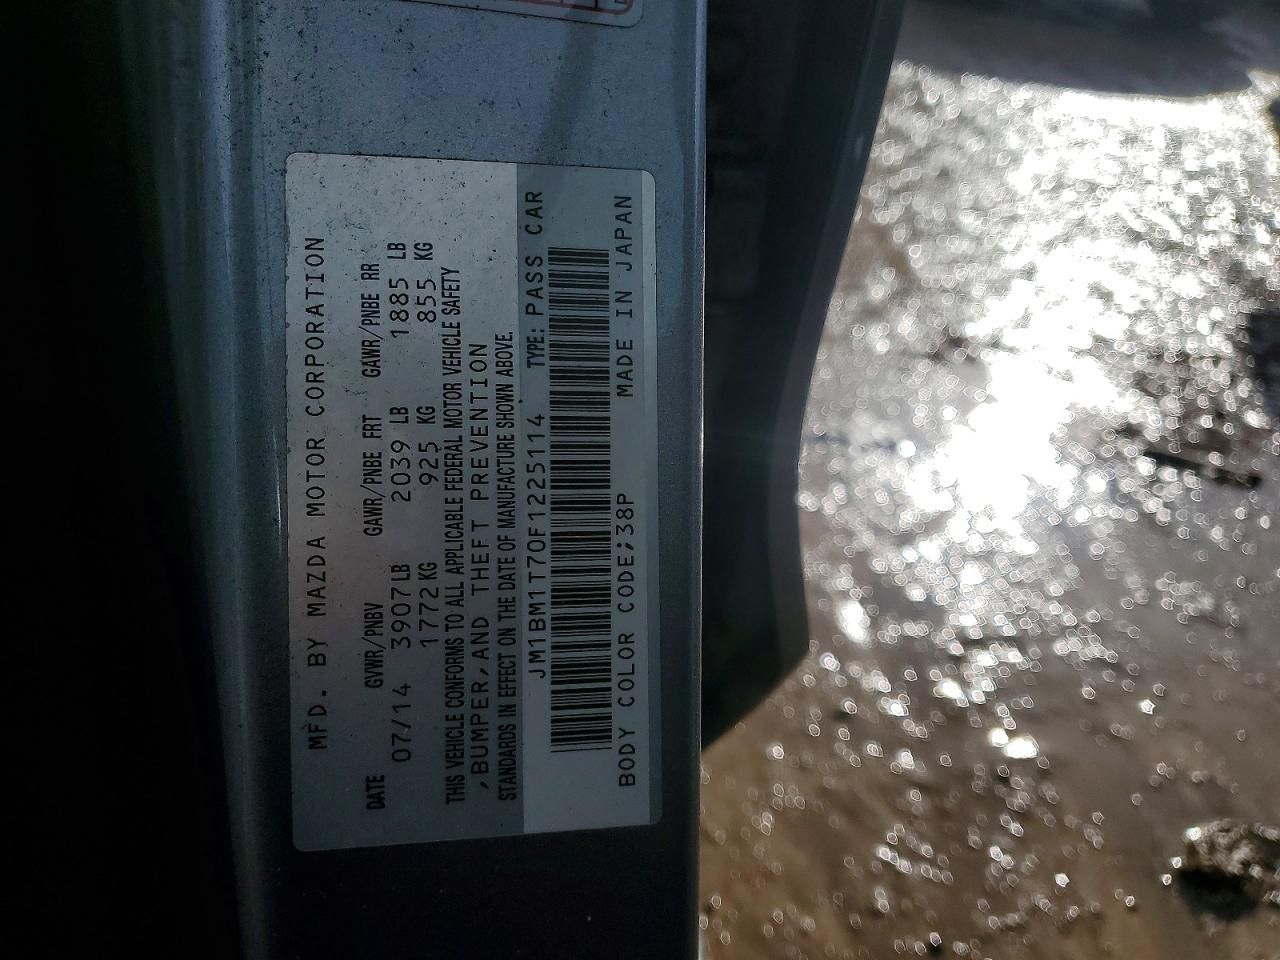 MFD. BY MAZDA MOTOR CORPORATION
DATE GVWR/PNBV GAWR/PNBE FRT GAWR/PNBE RR
07/14 3907LB 2039 LB 1885 LB
1772KG 925 KG 855 KG
THIS VEHICLE CONFORMS TO ALL APPLICABLE FEDERAL MOTOR VEHICLE SAFETY
,BUMPER,AND THEFT PREVENTION
STANDARDS IN EFFECT ON THE DATE OF MANUFACTURE SHOWN ABOVE.
JM1BM1T70F1225114 TYPE: PASS CAR
BODY COLOR CODE;38P MADE IN JAPAN